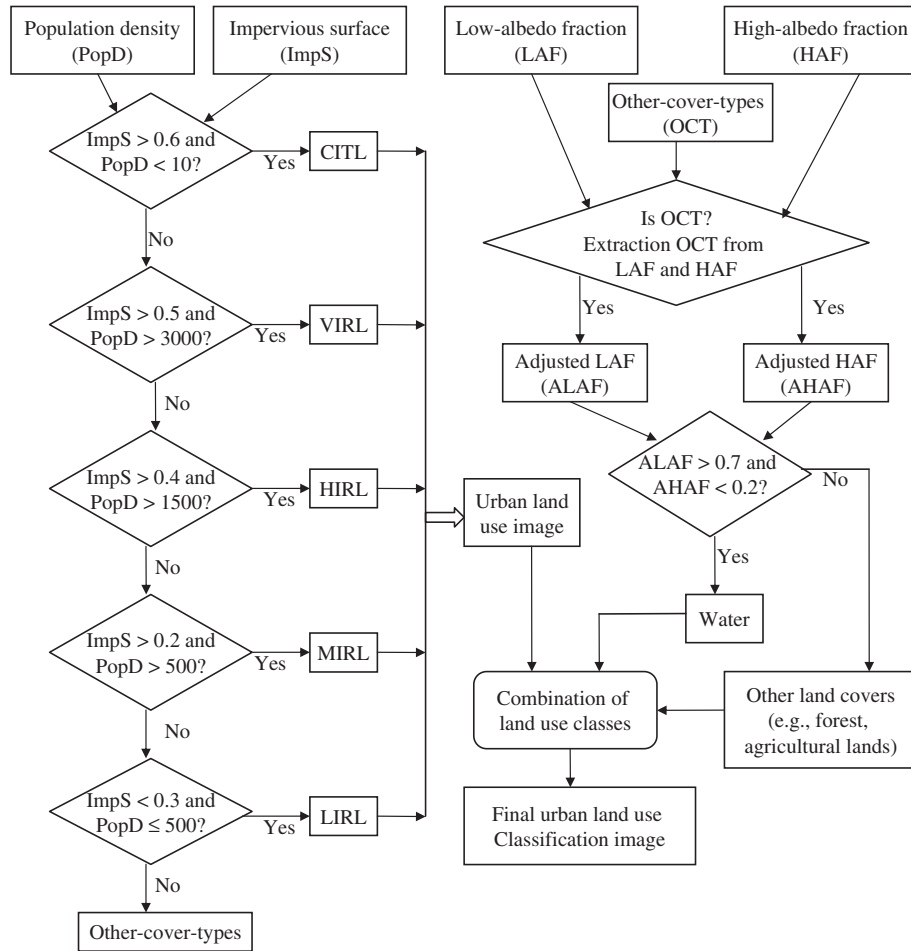 Population density
(PopD)
Impervious surface
(ImpS)
Low-albedo fraction
(LAF)
High-albedo fraction
(HAF)
Other-cover-types
(OCT)
ImpS > 0.6 and
PopD < 10?
Yes
CITL
No
Is OCT?
Extraction OCT from
LAF and HAF
Yes
Yes
ImpS > 0.5 and
PopD > 3000?
Yes
VIRL
No
Adjusted LAF
(ALAF)
Adjusted HAF
(AHAF)
ImpS > 0.4 and
PopD > 1500?
Yes
HIRL
No
ALAF > 0.7 and
AHAF < 0.2?
No
Yes
Urban land
use image
Water
ImpS > 0.2 and
PopD > 500?
Yes
MIRL
No
Combination of
land use classes
Other land covers
(e.g., forest,
agricultural lands)
ImpS < 0.3 and
PopD ≤ 500?
Yes
LIRL
No
Final urban land use
Classification image
Other-cover-types